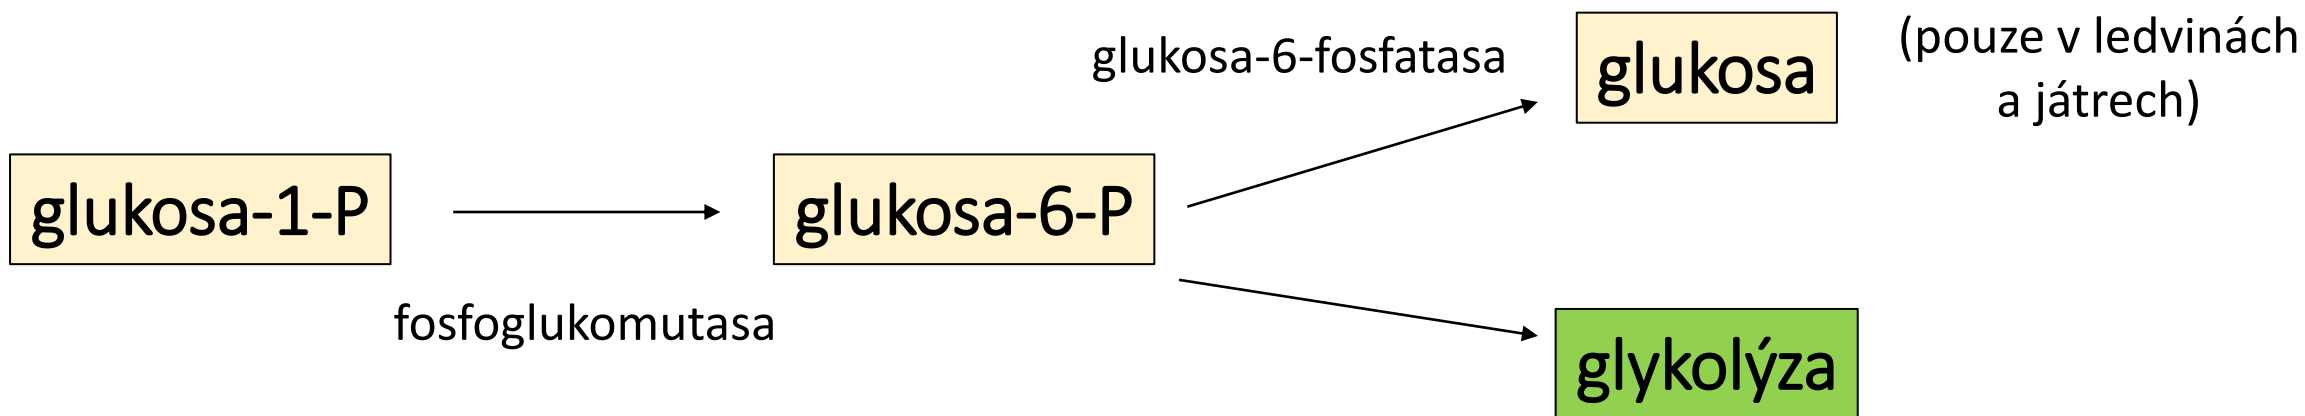 glukosa-1-P
fosfoglukomutasa
glukosa-6-P
glukosa-6-fosfatasa
glukosa
(pouze v ledvinách
a játrech)
glykolýza